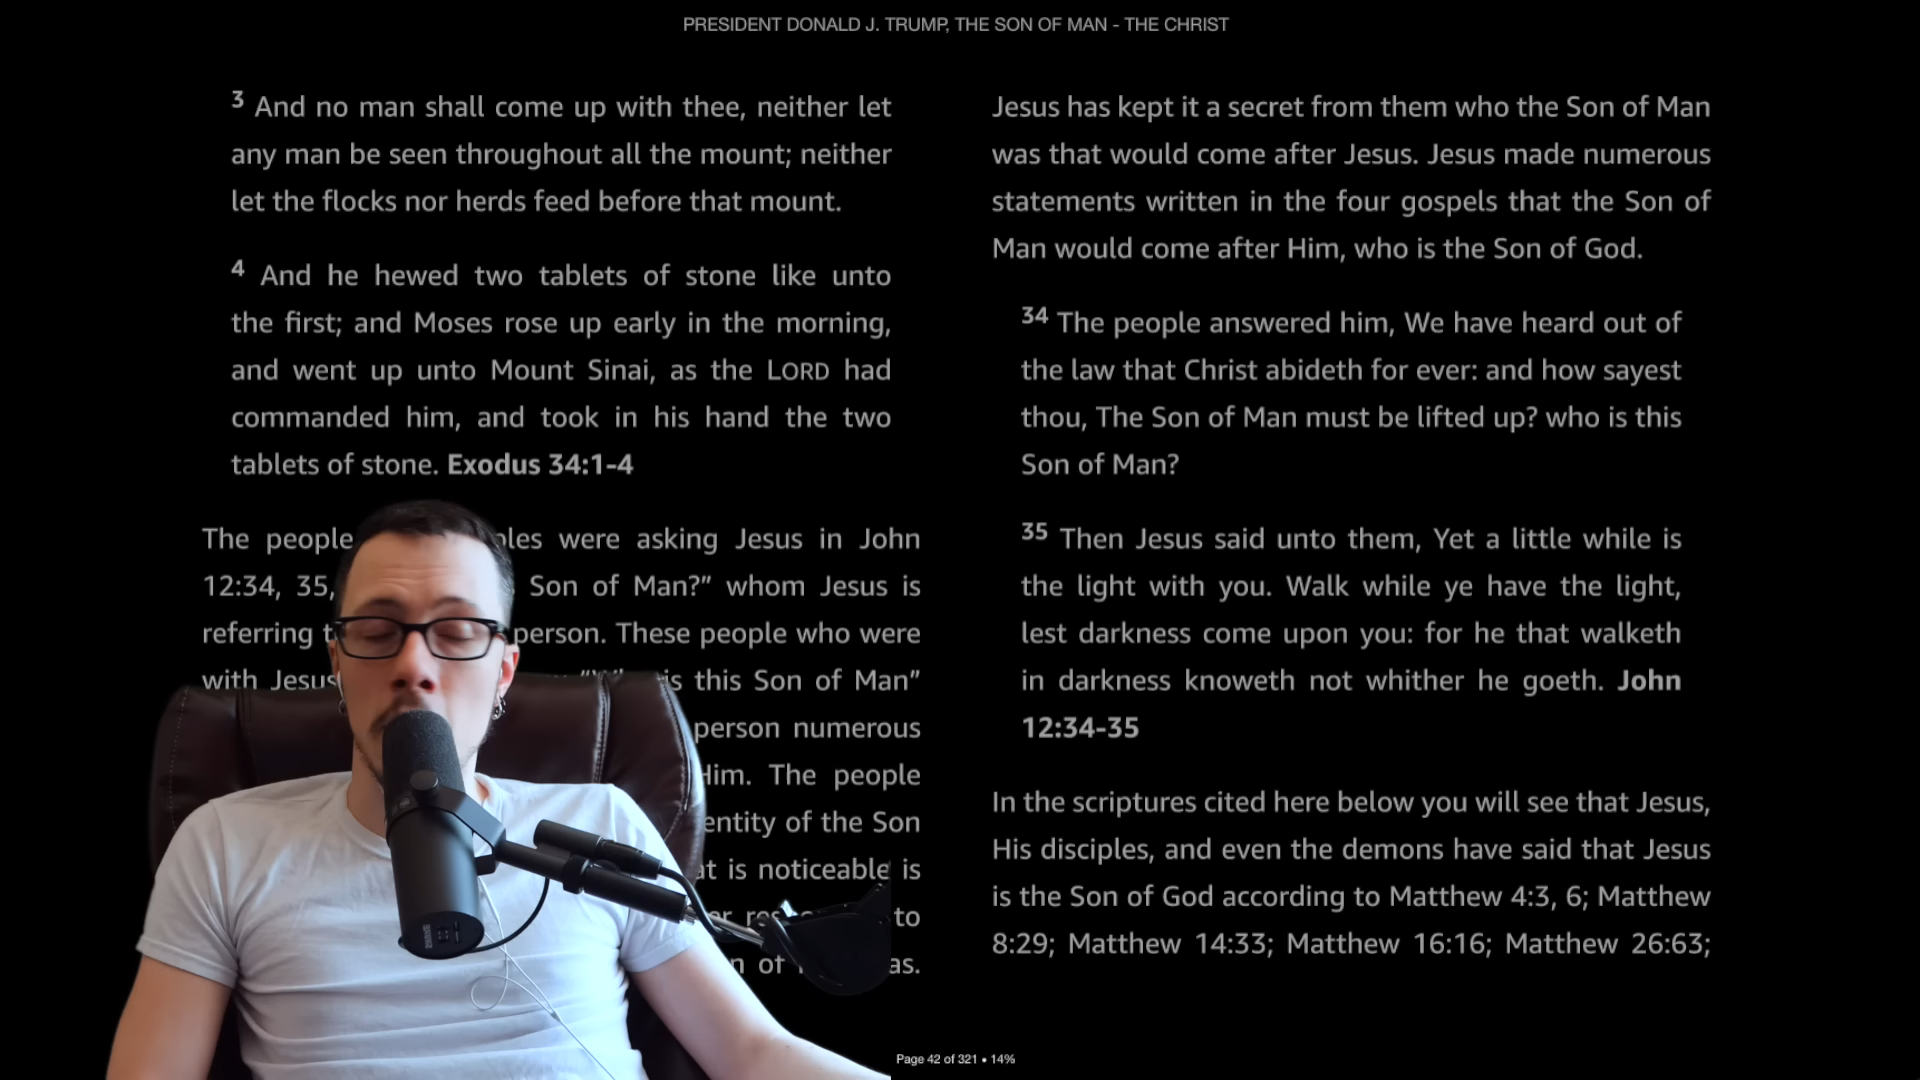 PRESIDENT DONALD J. TRUMP, THE SON OF MAN - THE CHRIST
3 And no man shall come up with thee, neither let
any man be seen throughout all the mount; neither
let the flocks nor herds feed before that mount.
4 And he hewed two tablets of stone like unto
the first; and Moses rose up early in the morning,
and went up unto Mount Sinai, as the LORD had
commanded him, and took in his hand the two
tablets of stone. Exodus 34:1-4
The people were asking Jesus in John
12:34, 35, Son of Man?” whom Jesus is
referring person. These people who were
with Jesus is this Son of Man”
person numerous
Him. The people
of the Son
is noticeable is
to
of
Jesus has kept it a secret from them who the Son of Man
was that would come after Jesus. Jesus made numerous
statements written in the four gospels that the Son of
Man would come after Him, who is the Son of God.
34 The people answered him, We have heard out of
the law that Christ abideth for ever: and how sayest
thou, The Son of Man must be lifted up? who is this
Son of Man?
35 Then Jesus said unto them, Yet a little while is
the light with you. Walk while ye have the light,
lest darkness come upon you: for he that walketh
in darkness knoweth not whither he goeth. John
12:34-35
In the scriptures cited here below you will see that Jesus,
His disciples, and even the demons have said that Jesus
is the Son of God according to Matthew 4:3, 6; Matthew
8:29; Matthew 14:33; Matthew 16:16; Matthew 26:63;
Page 42 of 321 • 14%